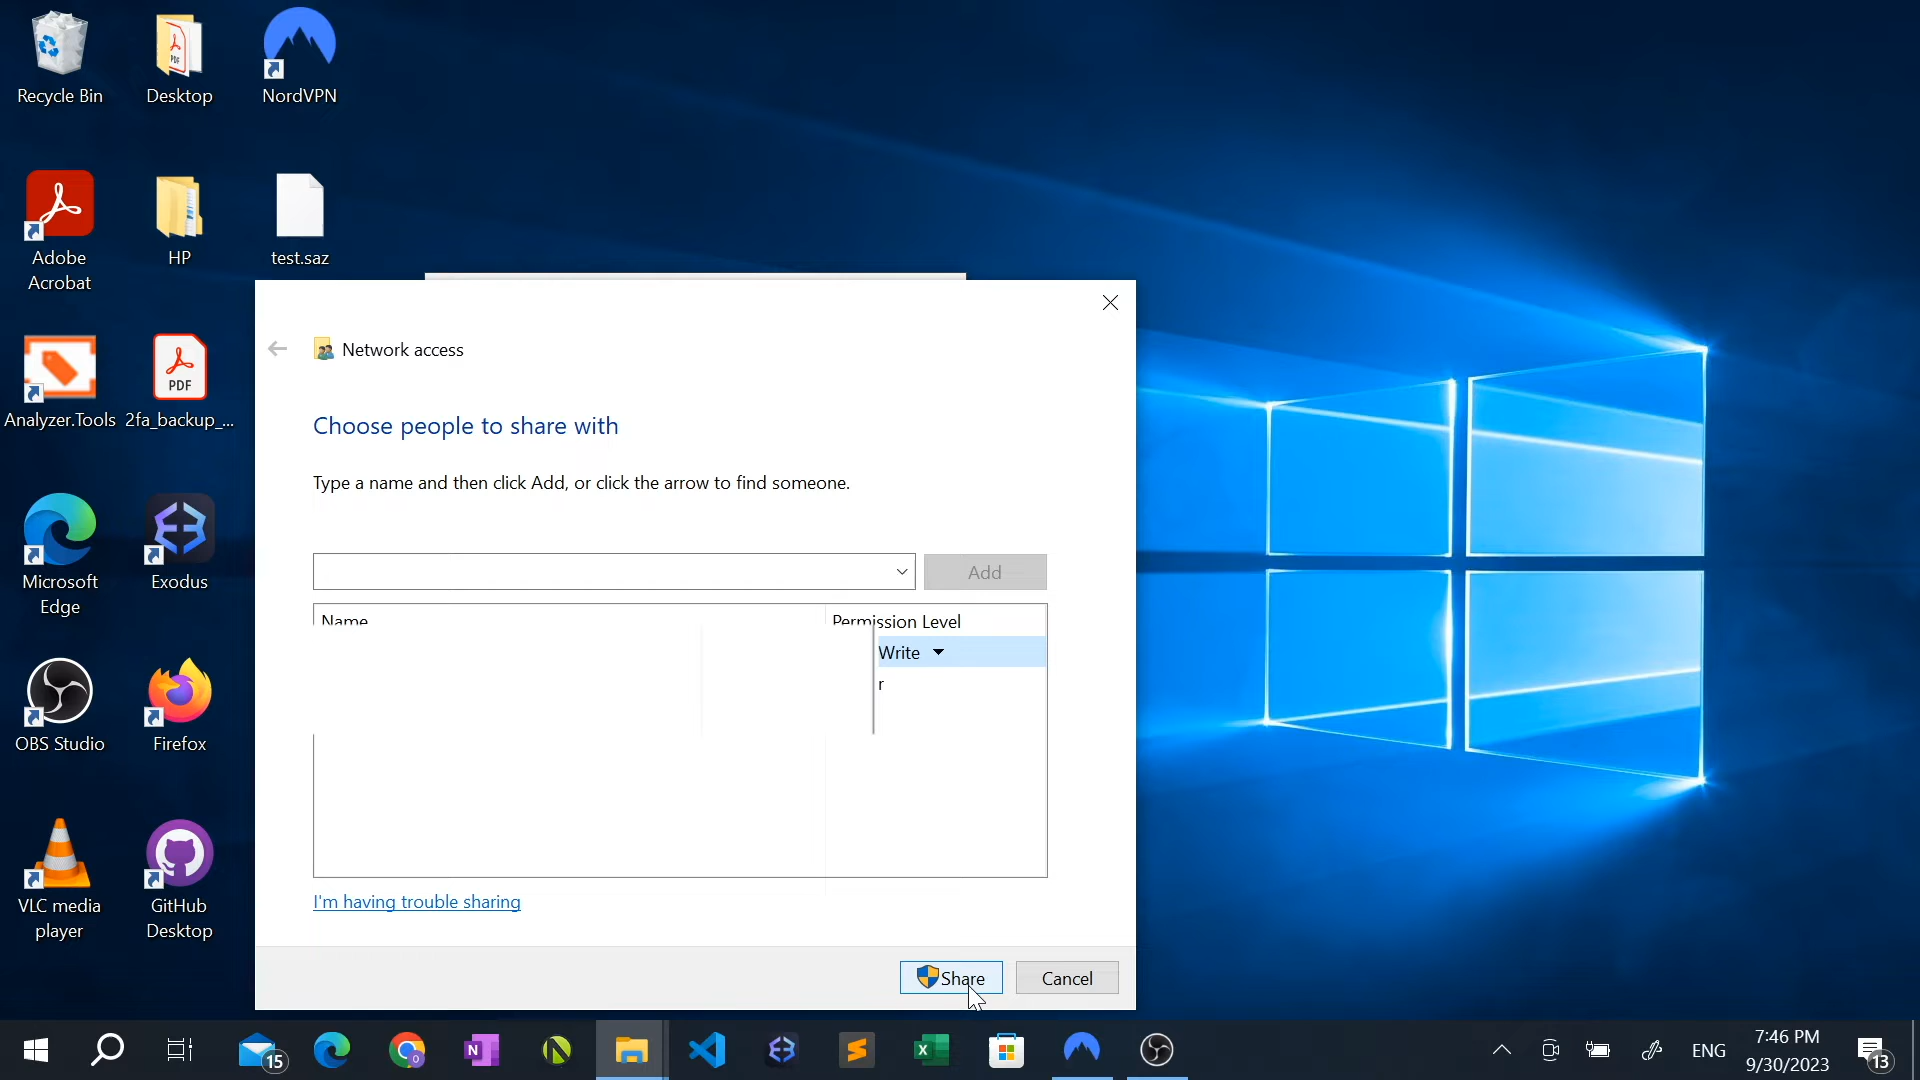 Recycle Bin
Desktop
NordVPN
Adobe
Acrobat
HP
test.saz
Analyzer.Tools
2fa_backup_...
PDF
Microsoft
Edge
Exodus
OBS Studio
Firefox
VLC media
player
GitHub
Desktop
Network access
Choose people to share with
Type a name and then click Add, or click the arrow to find someone.
Add
Name
Permission Level
Write
r
I'm having trouble sharing
Share
Cancel
15
N
ENG
7:46 PM
9/30/2023
13